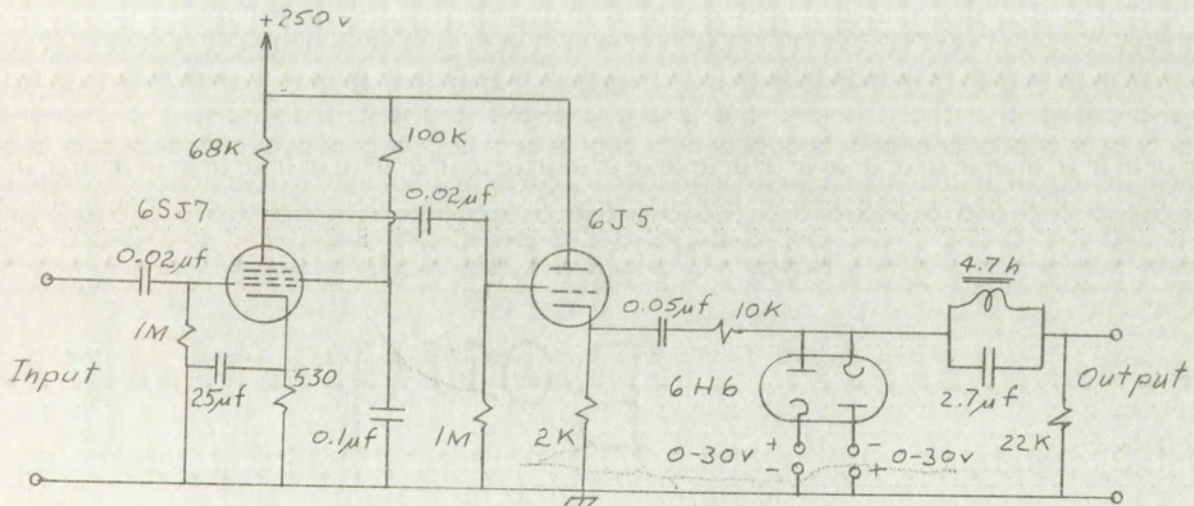 +250v
68K
100K
0.02µf
6SJ7
6J5
0.02µf
4.7h
0.05µf
10K
1M
Input
25µf
530
6H6
2.7µf
Output
0.1µf
1M
2K
+
-
0-30v
-
+
0-30v
22K